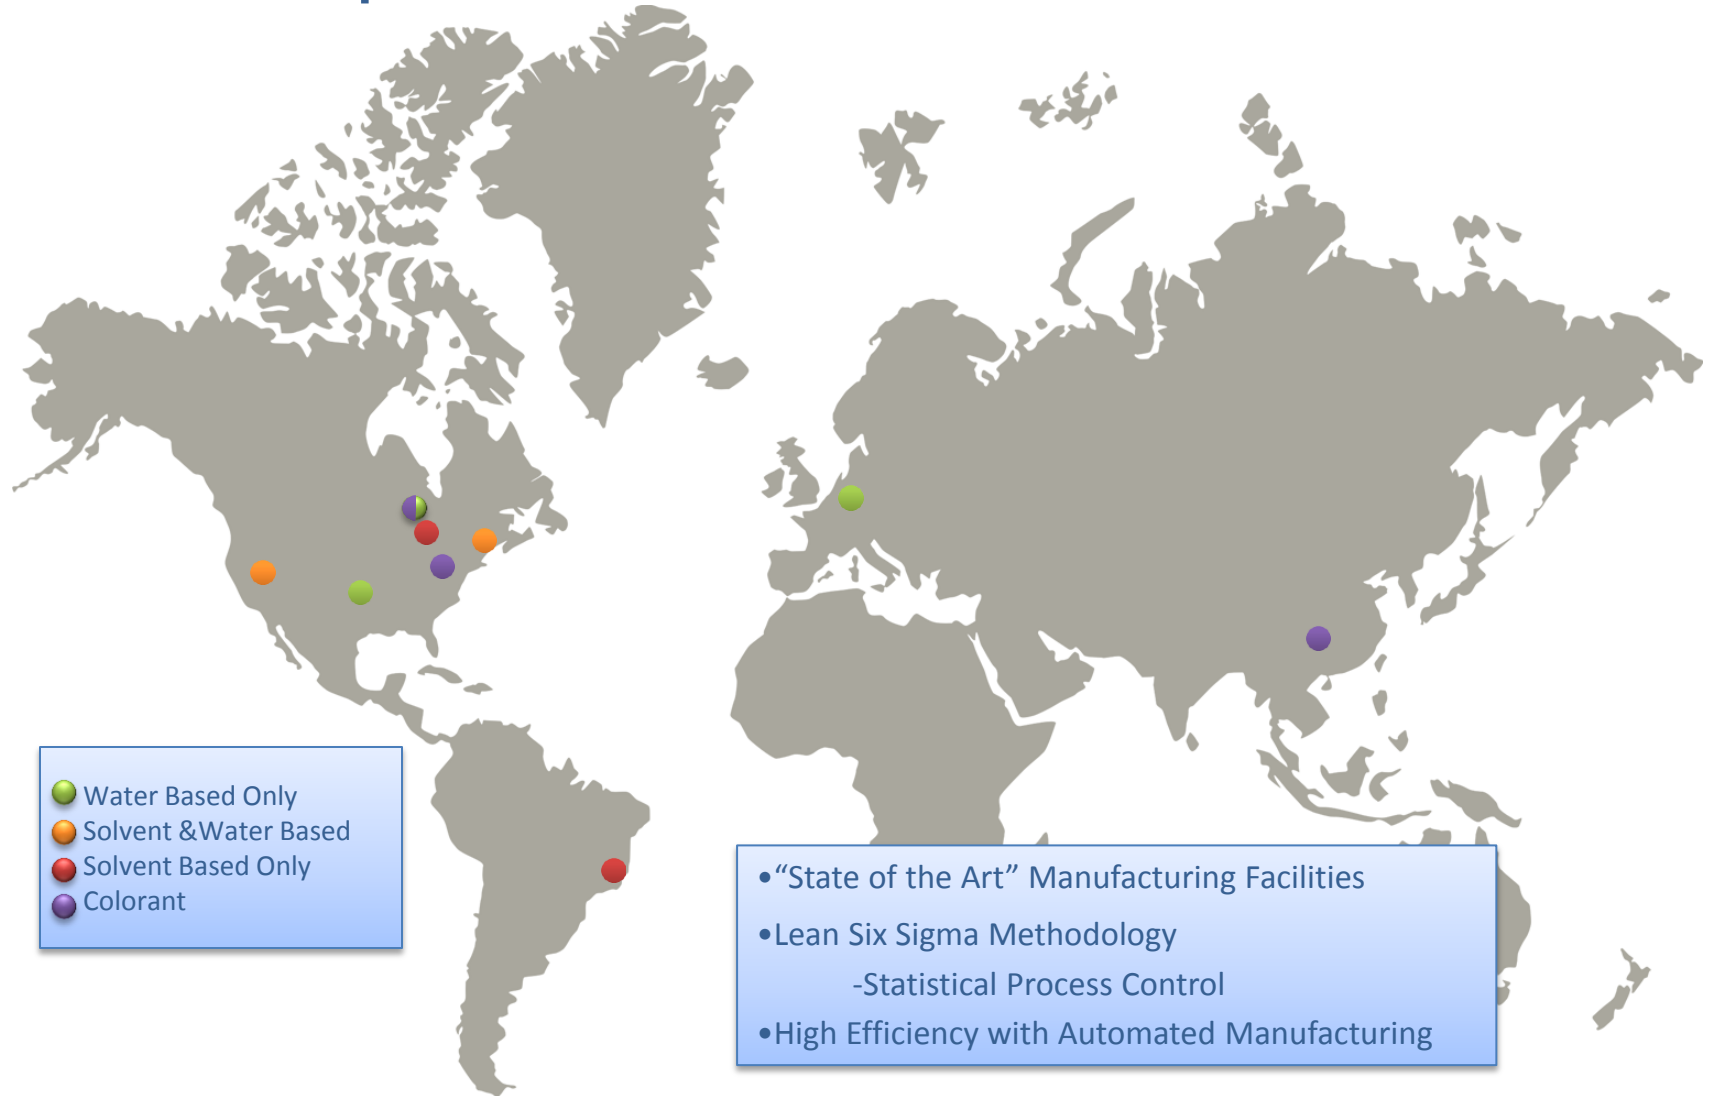 Water Based Only
Solvent &Water Based
Solvent Based Only
Colorant
•“State of the Art” Manufacturing Facilities
•Lean Six Sigma Methodology
-Statistical Process Control
•High Efficiency with Automated Manufacturing